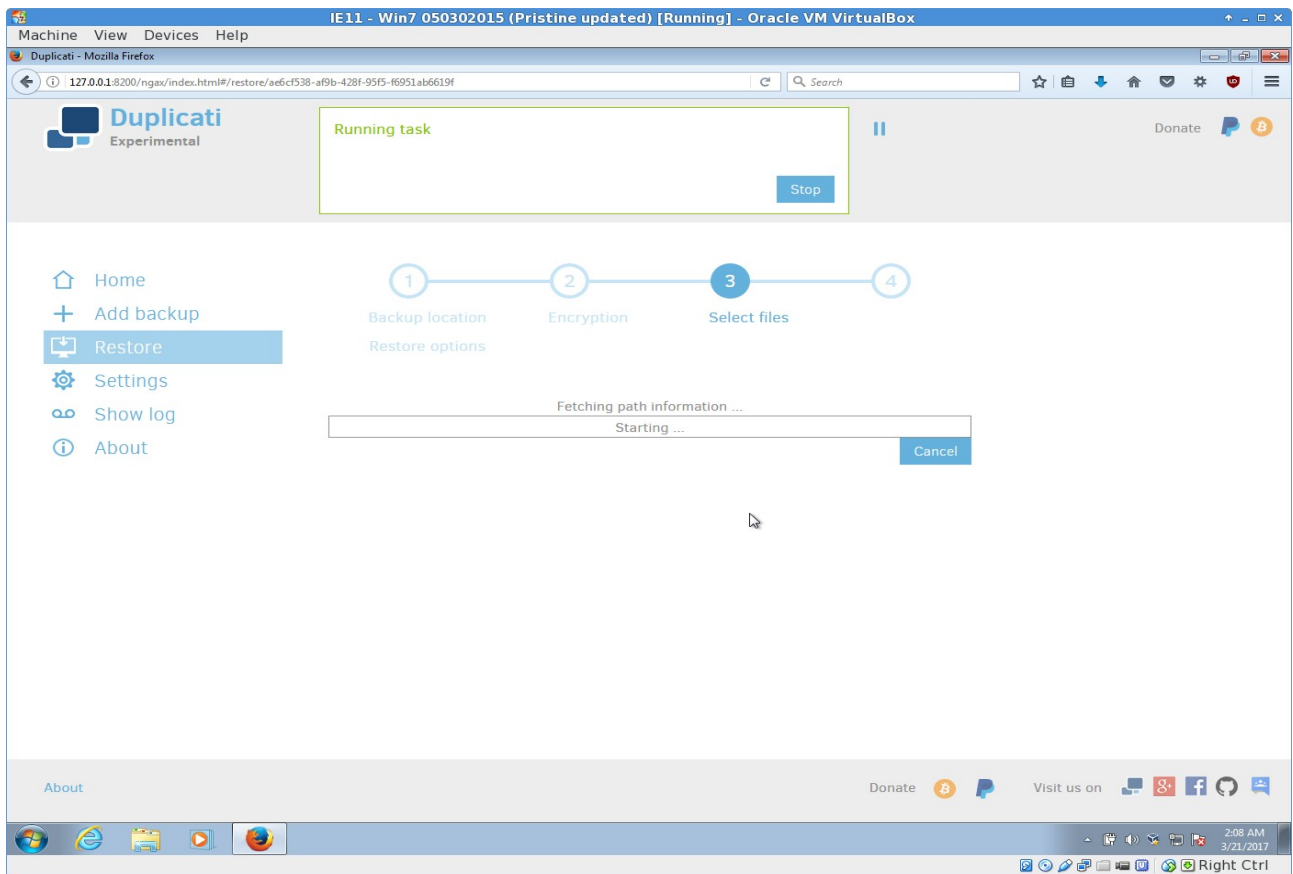 IE11 - Win7 050302015 (Pristine updated) [Running] - Oracle VM VirtualBox
Machine View Devices Help
Duplicati - Mozilla Firefox
127.0.0.1:8200/ngax/index.html#/restore/ae6cf538-af9b-428f-95f5-f6951ab6619f
Search
Duplicati
Experimental
Running task
Stop
Donate
Home
Add backup
Restore
Settings
Show log
About
1 2 3 4
Backup location Encryption Select files
Restore options
Fetching path information ...
Starting ...
Cancel
About
Donate
Visit us on
2:08 AM
3/21/2017
Right Ctrl